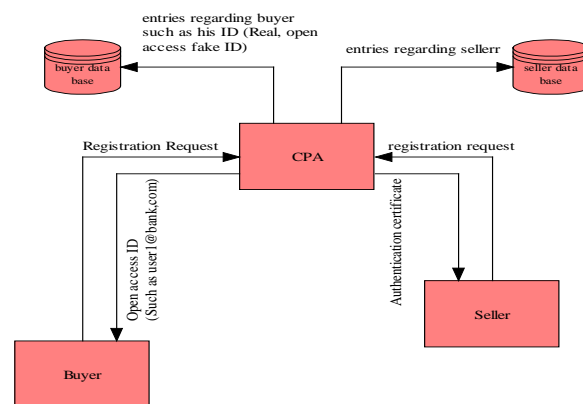 entries regarding buyer
such as his ID (Real, open
access fake ID)
entries regarding sellerr
buyer data
base
seller data
base
Registration Request
CPA
registration request
Open access ID
(Such as user1@bank,com)
Authentication certificate
Seller
Buyer